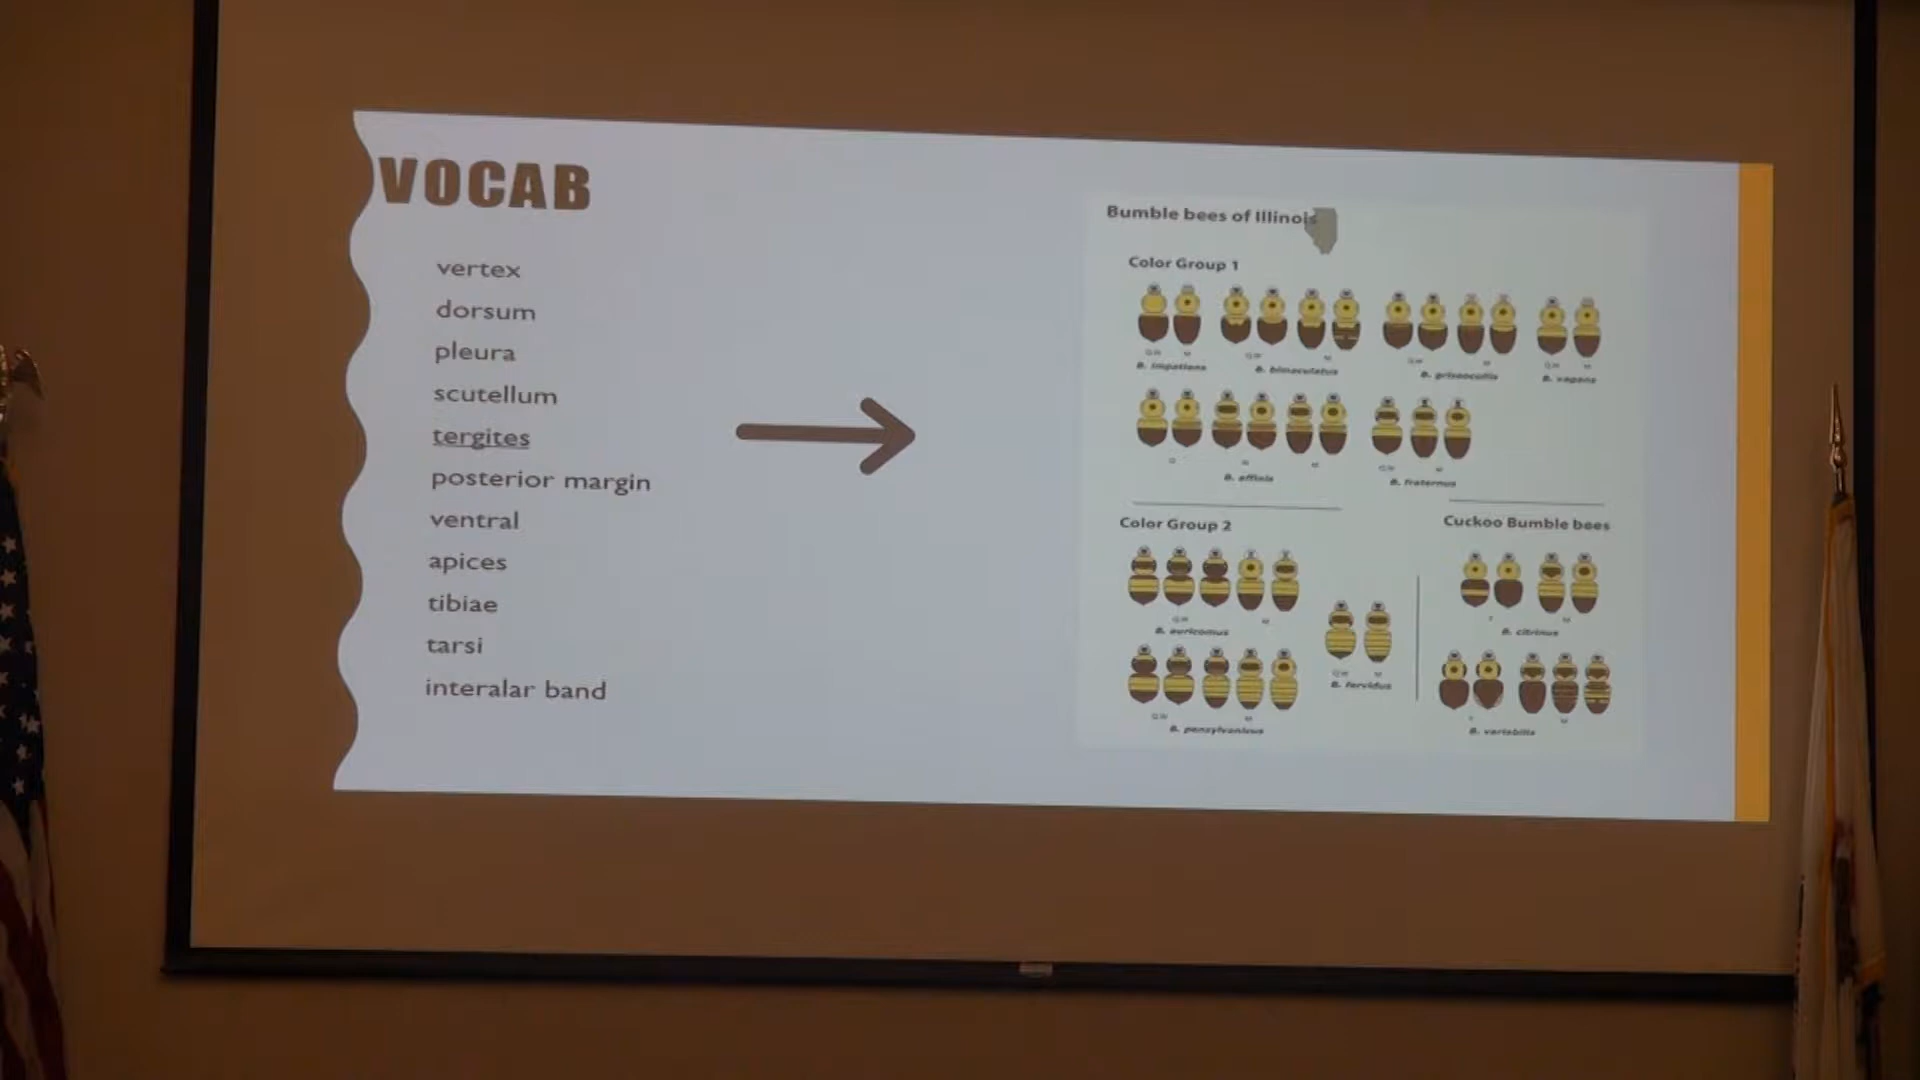 VOCAB
vertex
dorsum
pleura
scutellum
tergites
posterior margin
ventral
apices
tibiae
tarsi
interalar band
Bumble bees of Illinois
Color Group 1
Q,W M
Q,W M
Q,W M
Q,W M
B. impatiens B. bimaculatus B. griseocollis B. vagans
Q W M
Q,W M
B. affinis B. fraternus
Color Group 2
Q,W M
B. auricomus
Q,W M
B. fervidus
Q,W M
B. pensylvanicus
Cuckoo Bumble bees
F M
B. citrinus
F M
B. variabilis